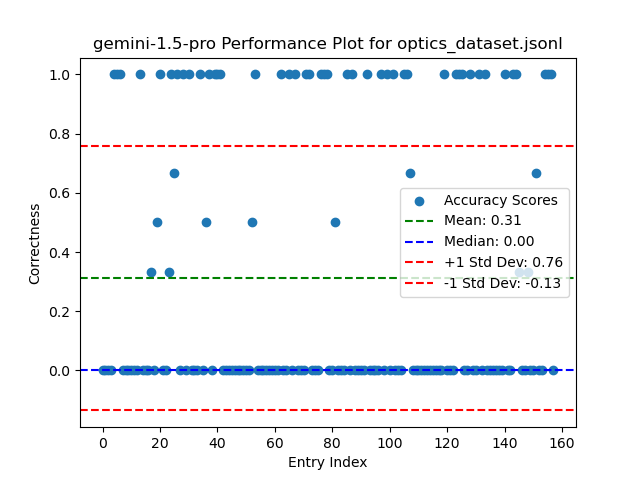 gemini-1.5-pro Performance Plot for optics_dataset.jsonl
1.0
0.8
0.6
0.4
0.2
0.0
Correctness
Accuracy Scores
Mean: 0.31
Median: 0.00
+1 Std Dev: 0.76
-1 Std Dev: -0.13
0 20 40 60 80 100 120 140 160
Entry Index